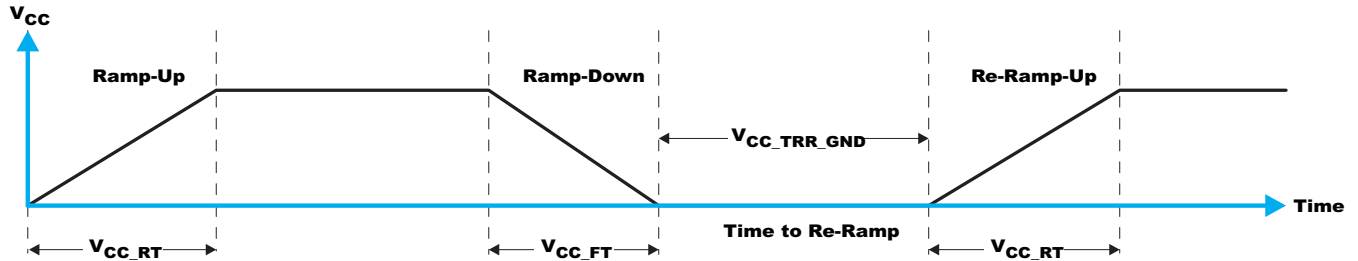 VCC
Ramp-Up
Ramp-Down
Re-Ramp-Up
VCC_TRR_GND
Time
Time to Re-Ramp
VCC_RT
VCC_FT
VCC_RT